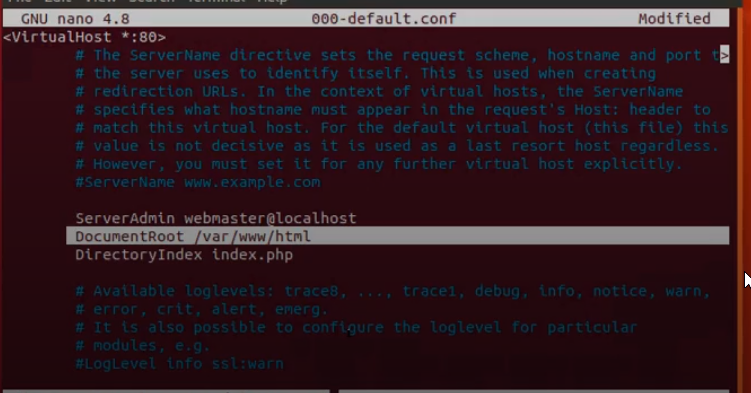 GNU nano 4.8 000-default.conf Modified
<VirtualHost *:80>
# The ServerName directive sets the request scheme, hostname and port t>
# the server uses to identify itself. This is used when creating
# redirection URLs. In the context of virtual hosts, the ServerName
# specifies what hostname must appear in the request's Host: header to
# match this virtual host. For the default virtual host (this file) this
# value is not decisive as it is used as a last resort host regardless.
# However, you must set it for any further virtual host explicitly.
#ServerName www.example.com
ServerAdmin webmaster@localhost
DocumentRoot /var/www/html
DirectoryIndex index.php
# Available loglevels: trace8, ..., trace1, debug, info, notice, warn,
# error, crit, alert, emerg.
# It is also possible to configure the loglevel for particular
# modules, e.g.
#LogLevel info ssl:warn